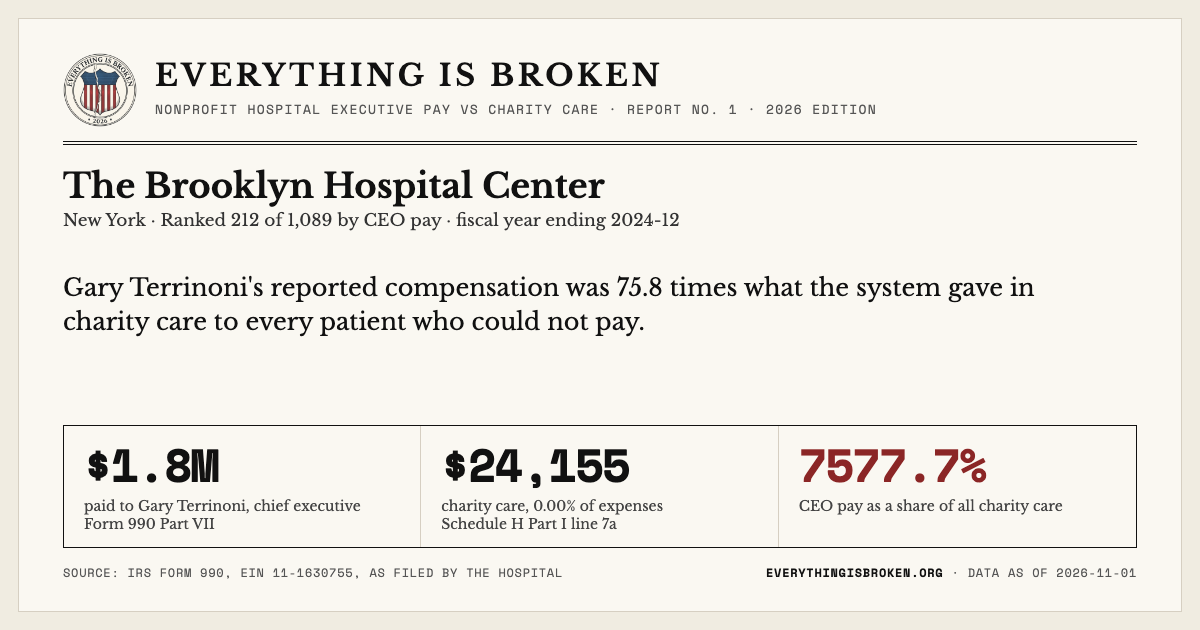 EVERYTHING IS BROKEN
2026
EVERYTHING IS BROKEN
NONPROFIT HOSPITAL EXECUTIVE PAY VS CHARITY CARE · REPORT NO. 1 · 2026 EDITION
The Brooklyn Hospital Center
New York · Ranked 212 of 1,089 by CEO pay · fiscal year ending 2024-12
Gary Terrinoni's reported compensation was 75.8 times what the system gave in
charity care to every patient who could not pay.
$1.8M
paid to Gary Terrinoni, chief executive
Form 990 Part VII
$24,155
charity care, 0.00% of expenses
Schedule H Part I line 7a
7577.7%
CEO pay as a share of all charity care
SOURCE: IRS FORM 990, EIN 11-1630755, AS FILED BY THE HOSPITAL
EVERYTHINGISBROKEN.ORG · DATA AS OF 2026-11-01